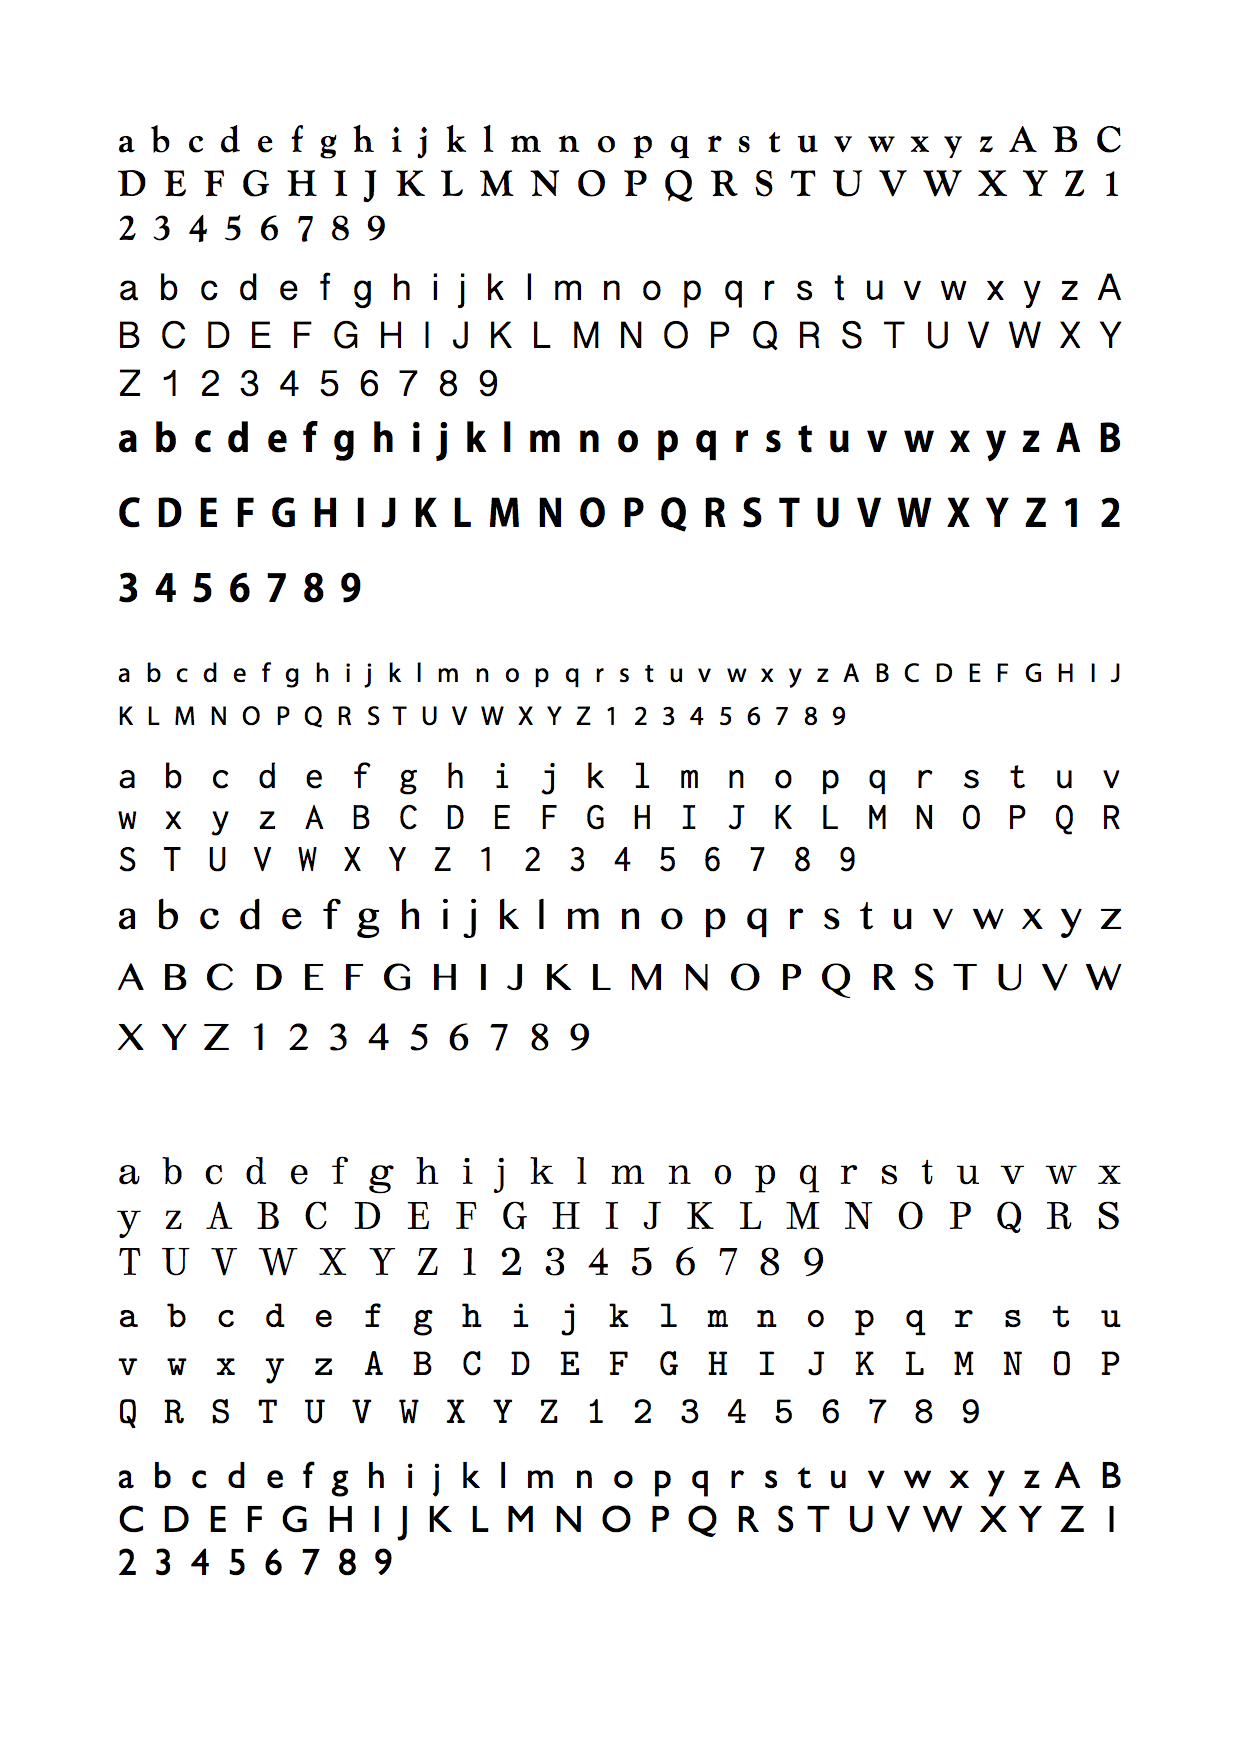 a b c d e f g h i j k l m n o p q r s t u v w x y z A B C
D E F G H I J K L M N O P Q R S T U V W X Y Z 1
2 3 4 5 6 7 8 9
a b c d e f g h i j k l m n o p q r s t u v w x y z A
B C D E F G H I J K L M N O P Q R S T U V W X Y
Z 1 2 3 4 5 6 7 8 9
a b c d e f g h i j k l m n o p q r s t u v w x y z A B
C D E F G H I J K L M N O P Q R S T U V W X Y Z 1 2
3 4 5 6 7 8 9
a b c d e f g h i j k l m n o p q r s t u v w x y z A B C D E F G H I J
K L M N O P Q R S T U V W X Y Z 1 2 3 4 5 6 7 8 9
a b c d e f g h i j k l m n o p q r s t u v
w x y z A B C D E F G H I J K L M N O P Q R
S T U V W X Y Z 1 2 3 4 5 6 7 8 9
a b c d e f g h i j k l m n o p q r s t u v w x y z
A B C D E F G H I J K L M N O P Q R S T U V W
X Y Z 1 2 3 4 5 6 7 8 9
a b c d e f g h i j k l m n o p q r s t u v w x
y z A B C D E F G H I J K L M N O P Q R S
T U V W X Y Z 1 2 3 4 5 6 7 8 9
a b c d e f g h i j k l m n o p q r s t u
v w x y z A B C D E F G H I J K L M N O P
Q R S T U V W X Y Z 1 2 3 4 5 6 7 8 9
a b c d e f g h i j k l m n o p q r s t u v w x y z A B
C D E F G H I J K L M N O P Q R S T U V W X Y Z 1
2 3 4 5 6 7 8 9